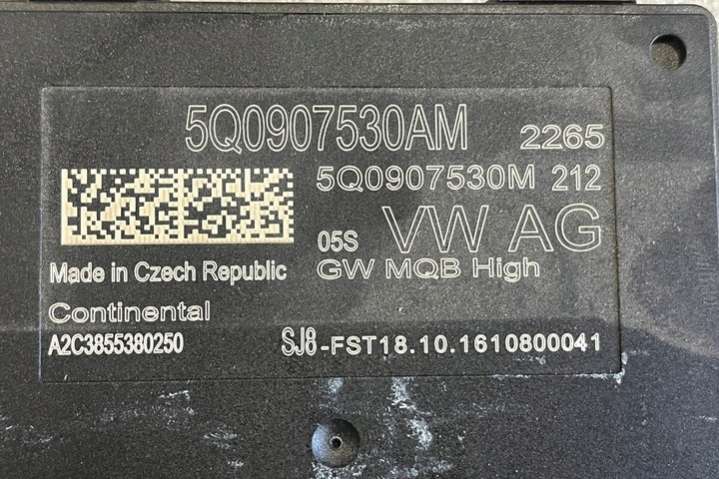 5Q0907530AM 2265
5Q0907530M 212
05S VW AG
Made in Czech Republic GW MQB High
Continental
A2C3855380250 SJ8-FST18.10.1610800041